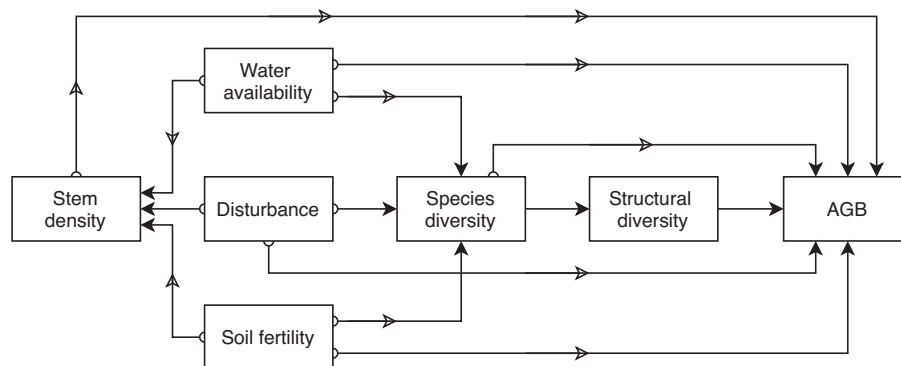 Water
availability
Stem
density
Disturbance
Species
diversity
Structural
diversity
AGB
Soil fertility